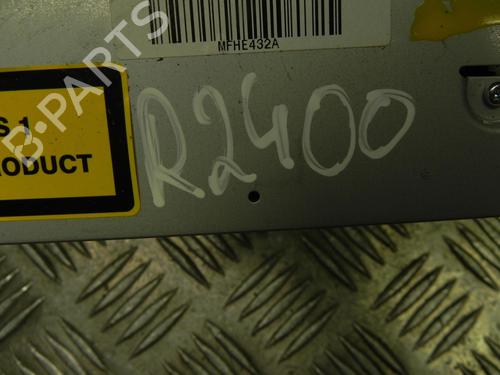 MFHE432A
S 1
RODUCT
R2400
B-PARTS